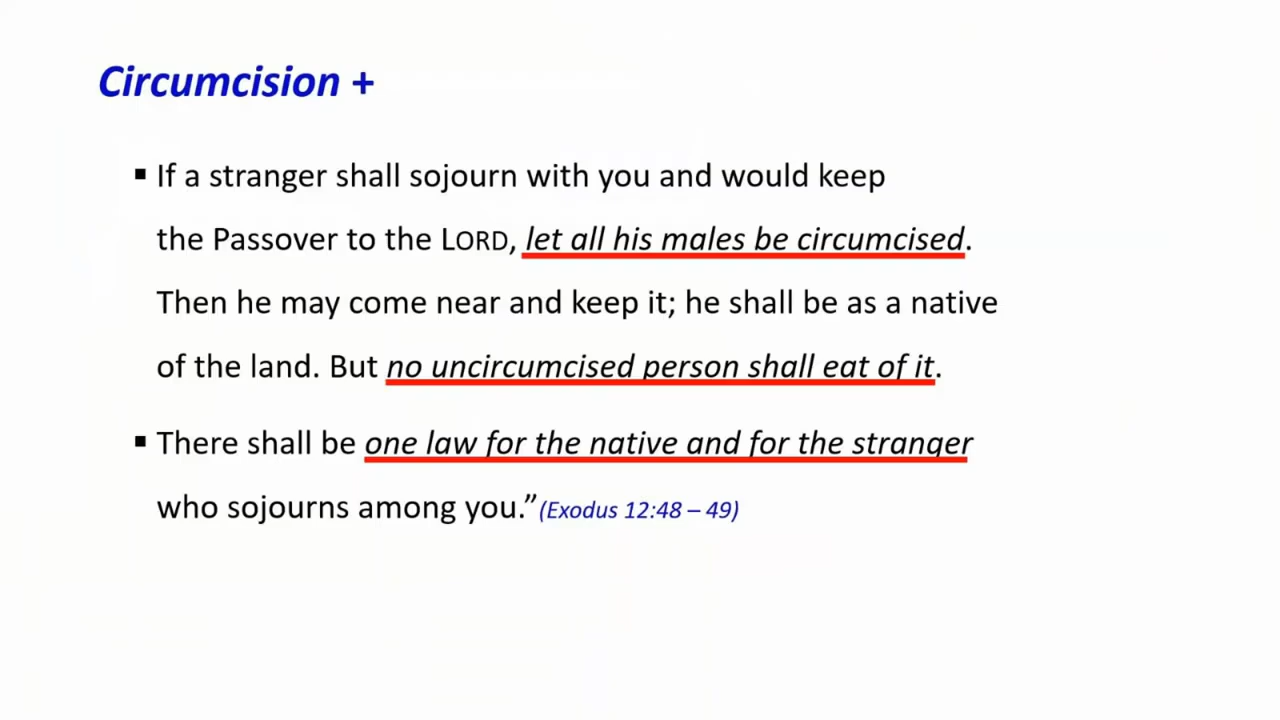 Circumcision +
▪ If a stranger shall sojourn with you and would keep
the Passover to the LORD, let all his males be circumcised.
Then he may come near and keep it; he shall be as a native
of the land. But no uncircumcised person shall eat of it.
▪ There shall be one law for the native and for the stranger
who sojourns among you.” (Exodus 12:48 – 49)